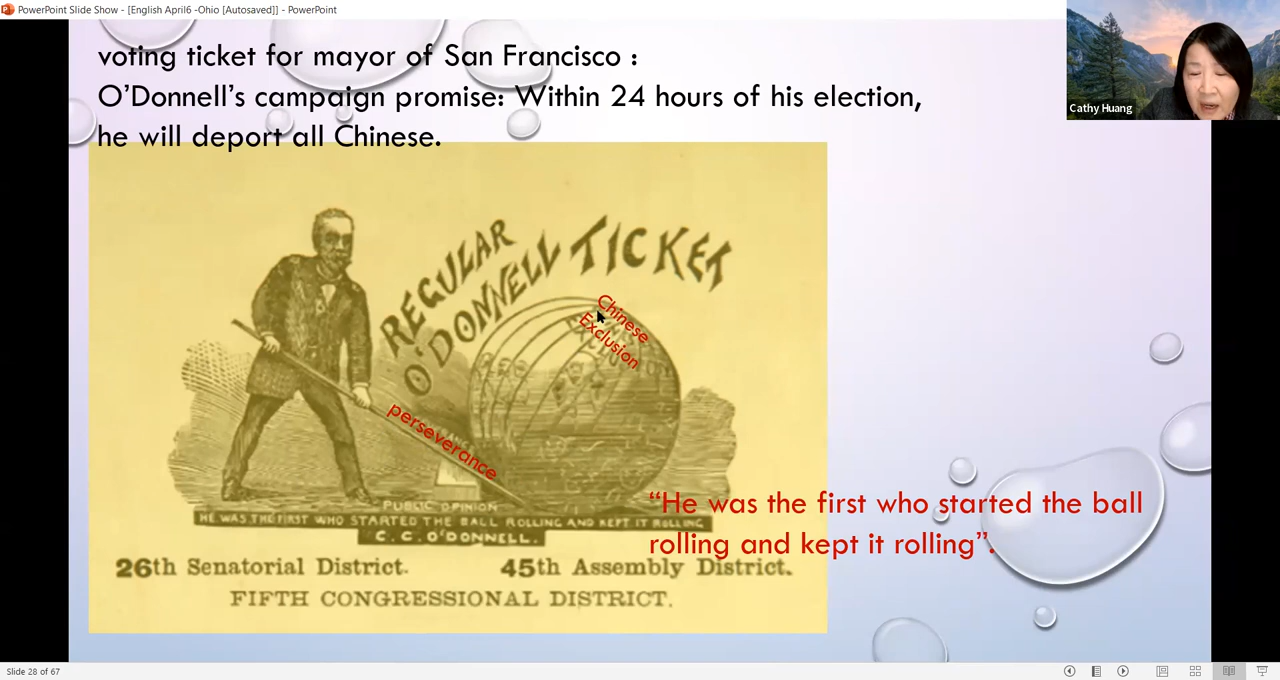 PowerPoint Slide Show - [English April6 -Ohio [Autosaved]] - PowerPoint
voting ticket for mayor of San Francisco :
O’Donnell’s campaign promise: Within 24 hours of his election,
he will deport all Chinese.
Cathy Huang
REGULAR
O'DONNELL TICKET
Chinese
Exclusion
perseverance
PUBLIC OPINION
HE WAS THE FIRST WHO STARTED THE BALL ROLLING AND KEPT IT ROLLING
C. C. O'DONNELL.
“He was the first who started the ball
rolling and kept it rolling”.
26th Senatorial District.
45th Assembly District.
FIFTH CONGRESSIONAL DISTRICT.
Slide 28 of 67